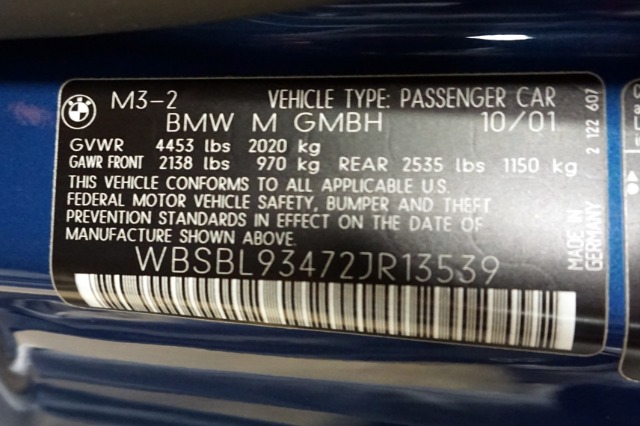 M3-2 VEHICLE TYPE: PASSENGER CAR
BMW M GMBH 10/01
GVWR 4453 lbs 2020 kg
GAWR FRONT 2138 lbs 970 kg REAR 2535 lbs 1150 kg
THIS VEHICLE CONFORMS TO ALL APPLICABLE U.S.
FEDERAL MOTOR VEHICLE SAFETY, BUMPER AND THEFT
PREVENTION STANDARDS IN EFFECT ON THE DATE OF
MANUFACTURE SHOWN ABOVE.
WBSBL93472JR13539
2 122 607
MADE IN
GERMANY